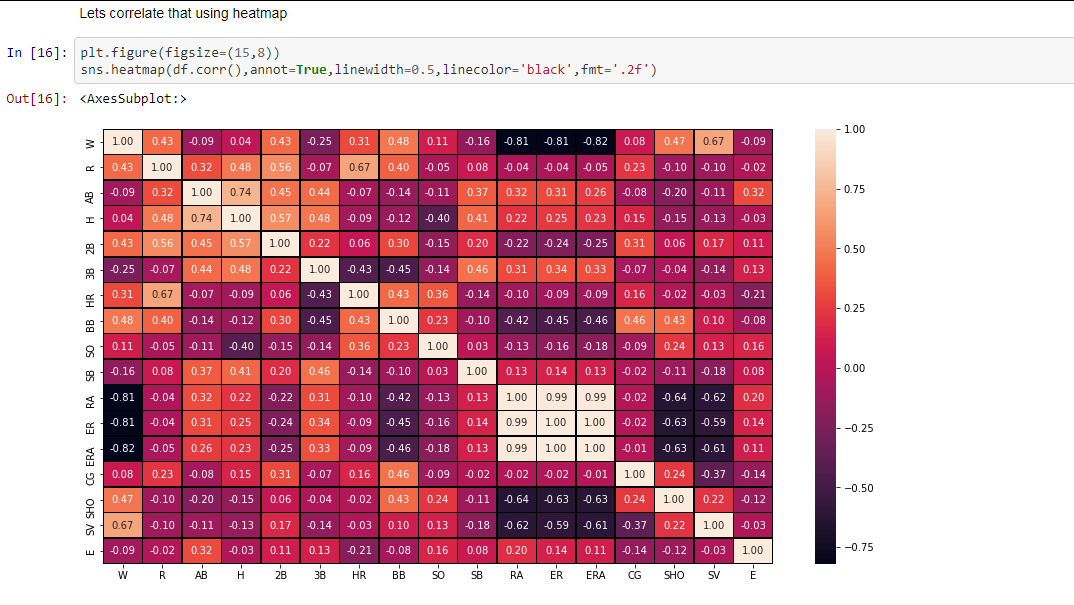 Lets correlate that using heatmap
In [16]: plt.figure(figsize=(15,8))
sns.heatmap(df.corr(),annot=True,linewidth=0.5,linecolor='black',fmt='.2f')
Out[16]: <AxesSubplot:>
W 1.00 0.43 -0.09 0.04 0.43 -0.25 0.31 0.48 0.11 -0.16 -0.81 -0.81 -0.82 0.08 0.47 0.67 -0.09
R 0.43 1.00 0.32 0.48 0.56 -0.07 0.67 0.40 -0.05 0.08 -0.04 -0.04 -0.05 0.23 -0.10 -0.10 -0.02
AB -0.09 0.32 1.00 0.74 0.45 0.44 -0.07 -0.14 -0.11 0.37 0.32 0.31 0.26 -0.08 -0.20 -0.11 0.32
H 0.04 0.48 0.74 1.00 0.57 0.48 -0.09 -0.12 -0.40 0.41 0.22 0.25 0.23 0.15 -0.15 -0.13 -0.03
2B 0.43 0.56 0.45 0.57 1.00 0.22 0.06 0.30 -0.15 0.20 -0.22 -0.24 -0.25 0.31 0.06 0.17 0.11
3B -0.25 -0.07 0.44 0.48 0.22 1.00 -0.43 -0.45 -0.14 0.46 0.31 0.34 0.33 -0.07 -0.04 -0.14 0.13
HR 0.31 0.67 -0.07 -0.09 0.06 -0.43 1.00 0.43 0.36 -0.14 -0.10 -0.09 -0.09 0.16 -0.02 -0.03 -0.21
BB 0.48 0.40 -0.14 -0.12 0.30 -0.45 0.43 1.00 0.23 -0.10 -0.42 -0.45 -0.46 0.46 0.43 0.10 -0.08
SO 0.11 -0.05 -0.11 -0.40 -0.15 -0.14 0.36 0.23 1.00 0.03 -0.13 -0.16 -0.18 -0.09 0.24 0.13 0.16
SB -0.16 0.08 0.37 0.41 0.20 0.46 -0.14 -0.10 0.03 1.00 0.13 0.14 0.13 -0.02 -0.11 -0.18 0.08
RA -0.81 -0.04 0.32 0.22 -0.22 0.31 -0.10 -0.42 -0.13 0.13 1.00 0.99 0.99 -0.02 -0.64 -0.62 0.20
ER -0.81 -0.04 0.31 0.25 -0.24 0.34 -0.09 -0.45 -0.16 0.14 0.99 1.00 1.00 -0.02 -0.63 -0.59 0.14
ERA -0.82 -0.05 0.26 0.23 -0.25 0.33 -0.09 -0.46 -0.18 0.13 0.99 1.00 1.00 -0.01 -0.63 -0.61 0.11
CG 0.08 0.23 -0.08 0.15 0.31 -0.07 0.16 0.46 -0.09 -0.02 -0.02 -0.02 -0.01 1.00 0.24 -0.37 -0.14
SHO 0.47 -0.10 -0.20 -0.15 0.06 -0.04 -0.02 0.43 0.24 -0.11 -0.64 -0.63 -0.63 0.24 1.00 0.22 -0.12
SV 0.67 -0.10 -0.11 -0.13 0.17 -0.14 -0.03 0.10 0.13 -0.18 -0.62 -0.59 -0.61 -0.37 0.22 1.00 -0.03
E -0.09 -0.02 0.32 -0.03 0.11 0.13 -0.21 -0.08 0.16 0.08 0.20 0.14 0.11 -0.14 -0.12 -0.03 1.00
W R AB H 2B 3B HR BB SO SB RA ER ERA CG SHO SV E
1.00
0.75
0.50
0.25
0.00
−0.25
−0.50
−0.75